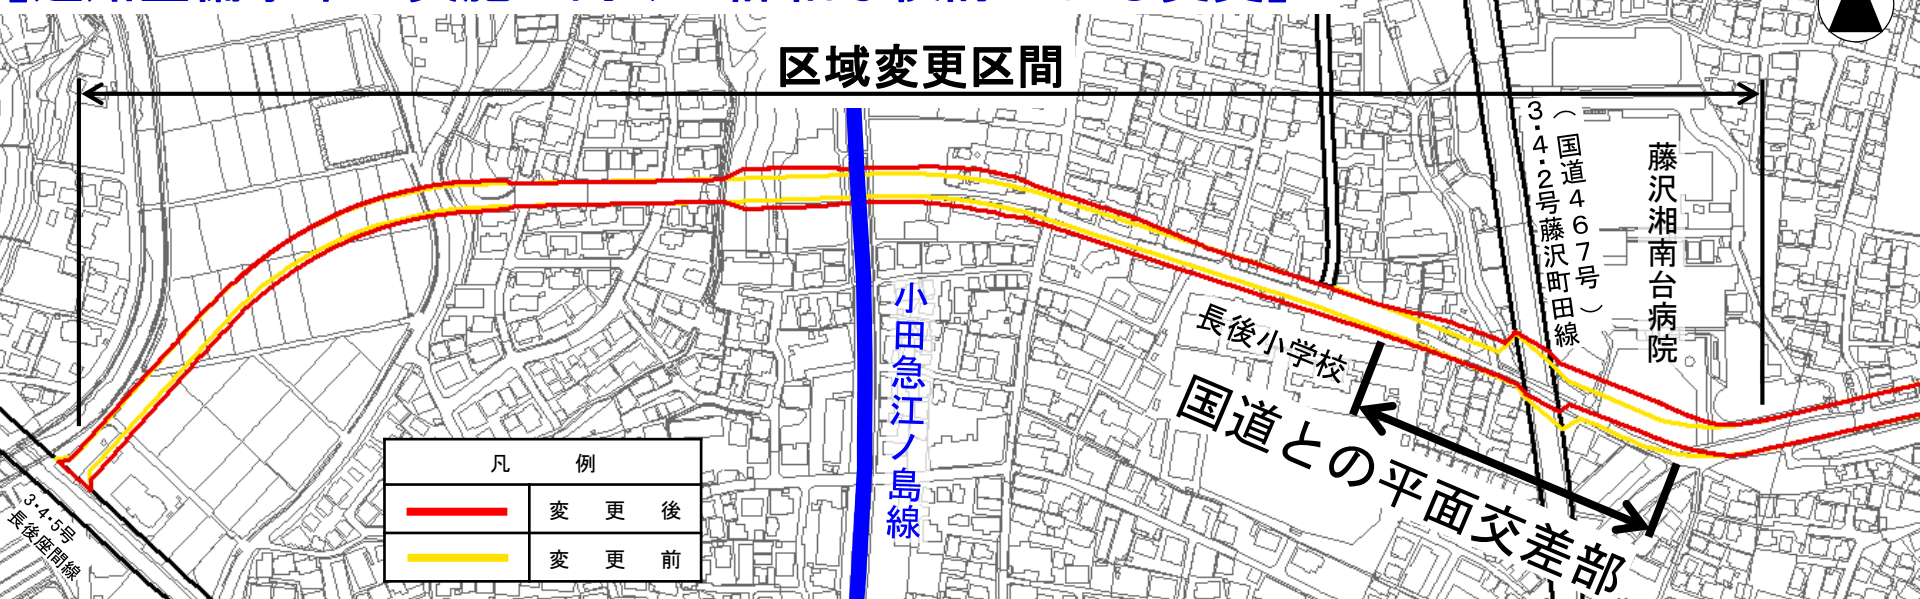 区域変更区間
3・4・2号藤沢町田線
（国道467号）
藤沢湘南台病院
小田急江ノ島線
長後小学校
国道との平面交差部
凡 例
変 更 後
変 更 前
3・4・5号
長後座間線